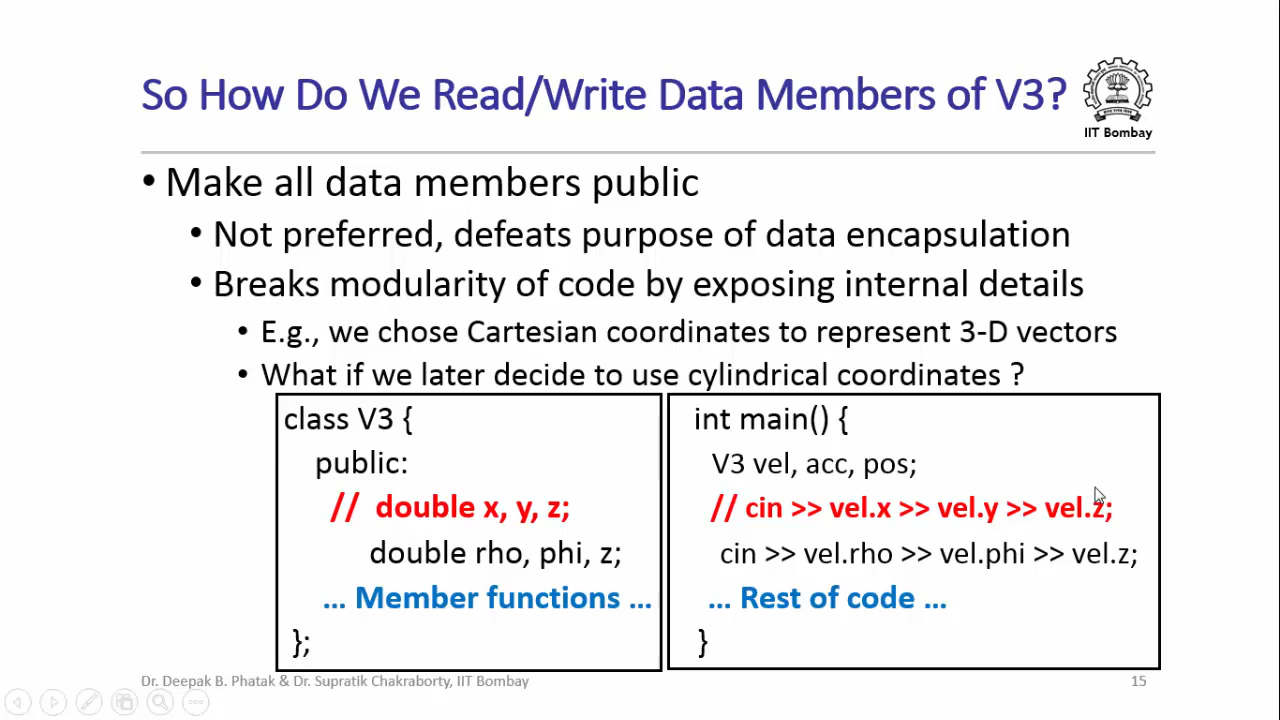 So How Do We Read/Write Data Members of V3?
IIT Bombay
• Make all data members public
• Not preferred, defeats purpose of data encapsulation
• Breaks modularity of code by exposing internal details
• E.g., we chose Cartesian coordinates to represent 3-D vectors
• What if we later decide to use cylindrical coordinates ?
class V3 {
public:
// double x, y, z;
double rho, phi, z;
... Member functions ...
};
int main() {
V3 vel, acc, pos;
// cin >> vel.x >> vel.y >> vel.z;
cin >> vel.rho >> vel.phi >> vel.z;
... Rest of code ...
}
Dr. Deepak B. Phatak & Dr. Supratik Chakraborty, IIT Bombay
15